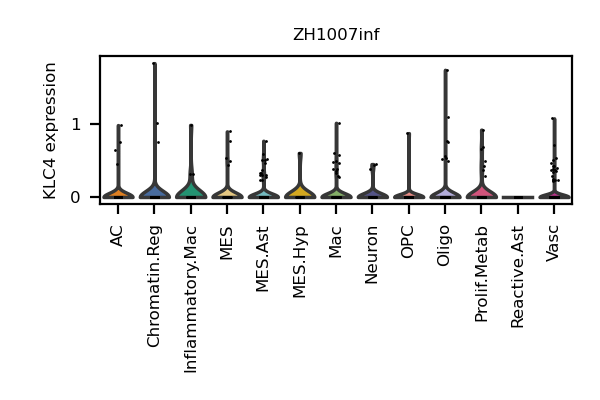 ZH1007inf
KLC4 expression
1
0
AC
Chromatin.Reg
Inflammatory.Mac
MES
MES.Ast
MES.Hyp
Mac
Neuron
OPC
Oligo
Prolif.Metab
Reactive.Ast
Vasc